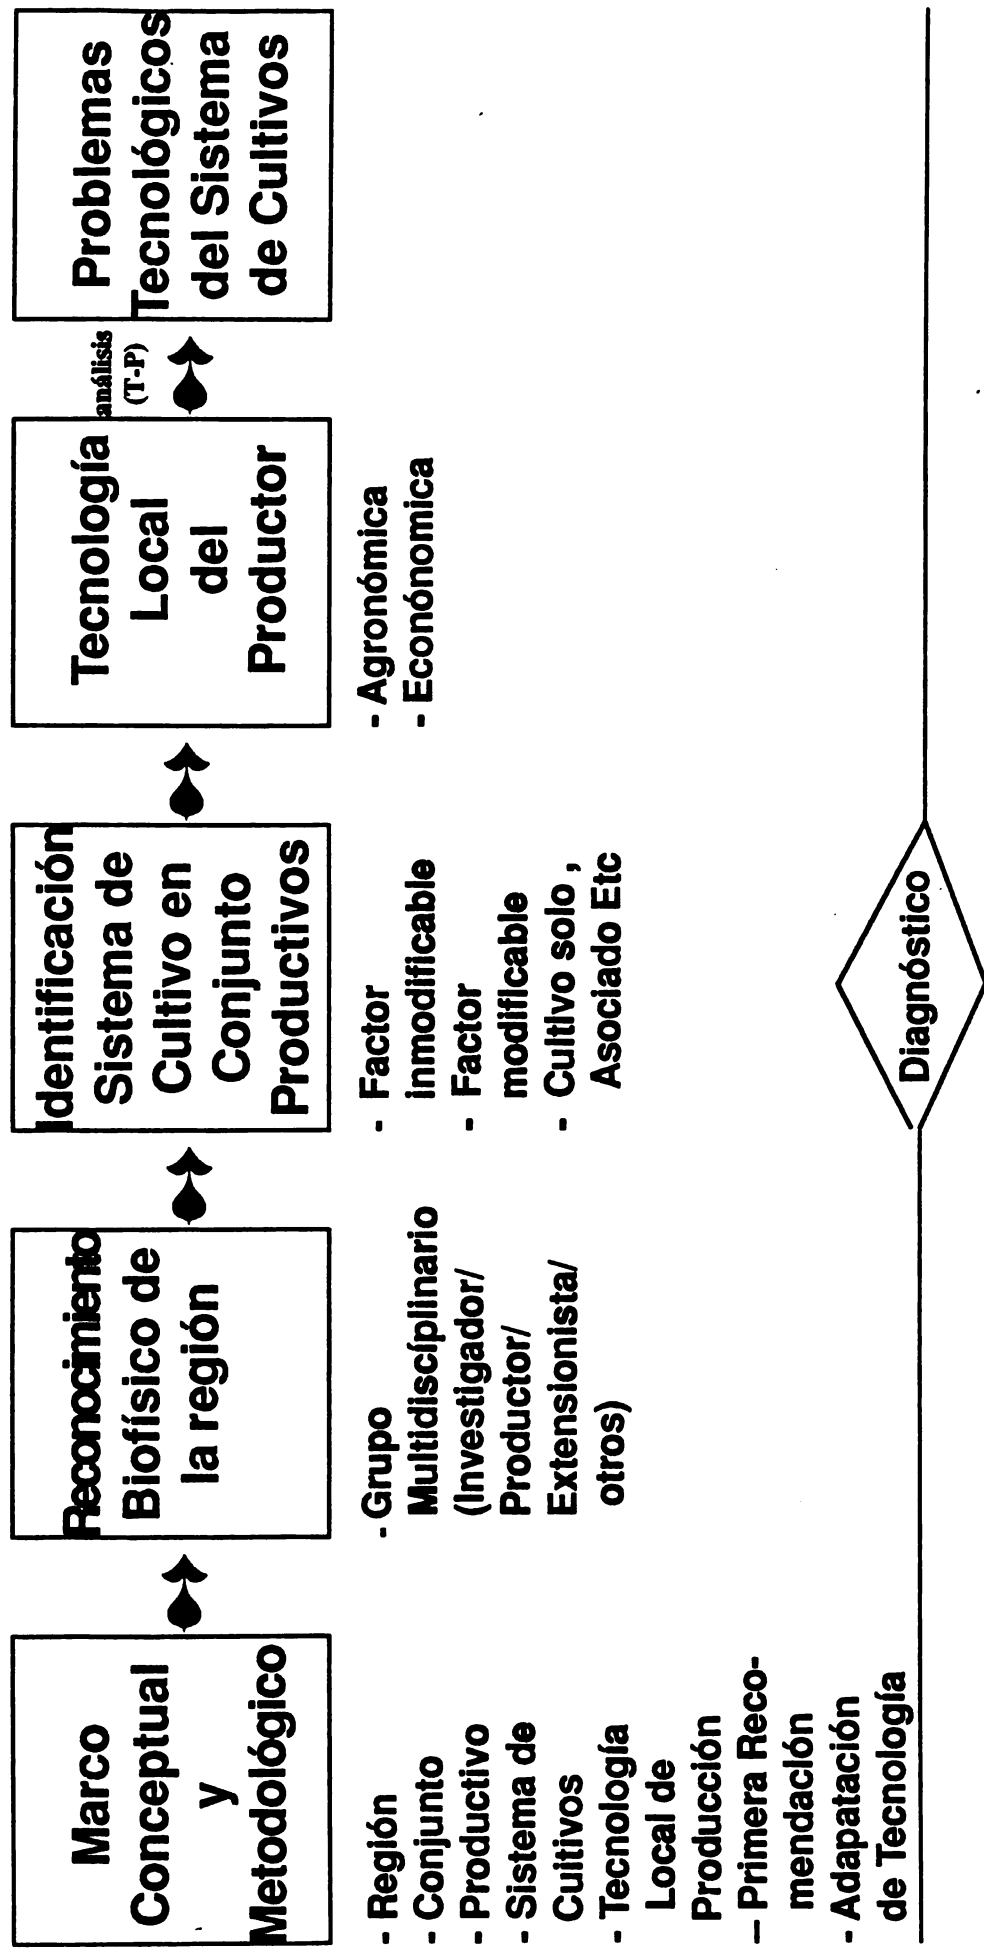 Marco
Conceptual
y
Metodológico
- Región
- Conjunto
- Productivo
- Sistema de
Cuitivos
- Tecnología
Local de
Producción
– Primera Reco-
mendación
- Adapatación
de Tecnología
Reconocimiento
Biofísico de
la región
- Grupo
Multidisciplinario
(Investigador/
Productor/
Extensionista/
otros)
Identificación
Sistema de
Cultivo en
Conjunto
Productivos
- Factor
inmodificable
- Factor
modificable
- Cultivo solo ,
Asociado Etc
Tecnología
Local
del
Productor
- Agronómica
- Económica
análisis
(T-P)
Problemas
Tecnológicos
del Sistema
de Cultivos
Diagnóstico